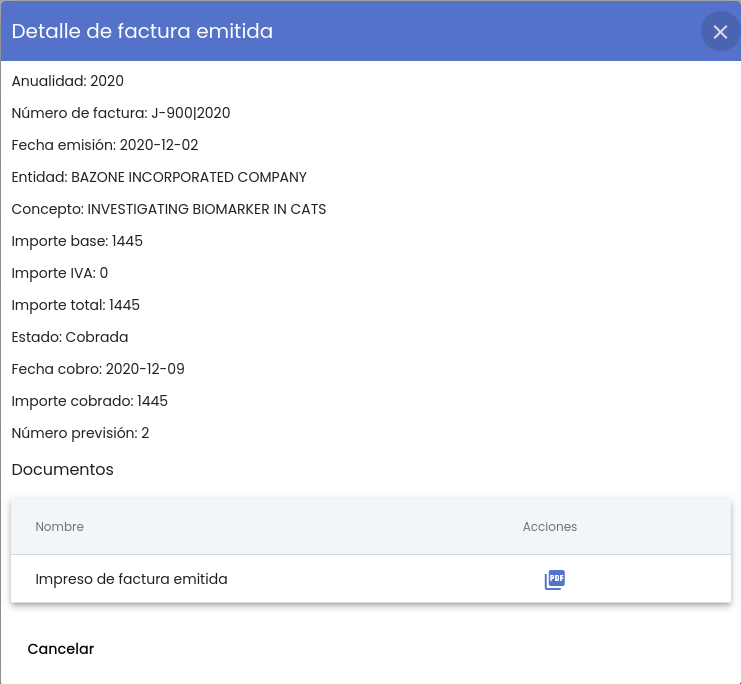 Detalle de factura emitida
Anualidad: 2020
Número de factura: J-900|2020
Fecha emisión: 2020-12-02
Entidad: BAZONE INCORPORATED COMPANY
Concepto: INVESTIGATING BIOMARKER IN CATS
Importe base: 1445
Importe IVA: 0
Importe total: 1445
Estado: Cobrada
Fecha cobro: 2020-12-09
Importe cobrado: 1445
Número previsión: 2
Documentos
Nombre Acciones
Impreso de factura emitida PDF
Cancelar